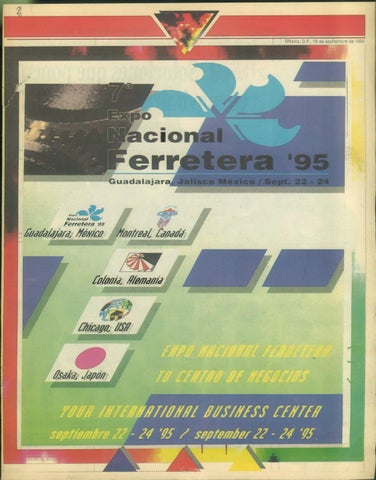 2
México, D.F., 19 de septiembre de 1995
7ª
Expo
Nacional
Ferretera '95
Guadalajara, Jalisco México / Sept. 22 - 24
Expo
Nacional
Ferretera '95
Guadalajara, México
Montreal, Canadá
Colonia, Alemania
Chicago, USA
Osaka, Japón
EXPO NACIONAL FERRETERA
TU CENTRO DE NEGOCIOS
YOUR INTERNATIONAL BUSINESS CENTER
septiembre 22 - 24 '95 / september 22 - 24 '95